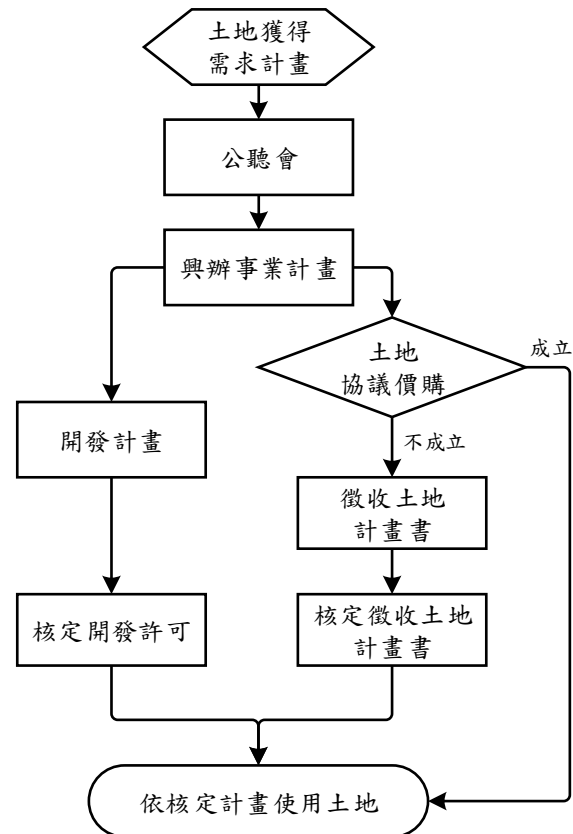 土地獲得
需求計畫
公聽會
興辦事業計畫
土地
協議價購
成立
不成立
開發計畫
徵收土地
計畫書
核定開發許可
核定徵收土地
計畫書
依核定計畫使用土地